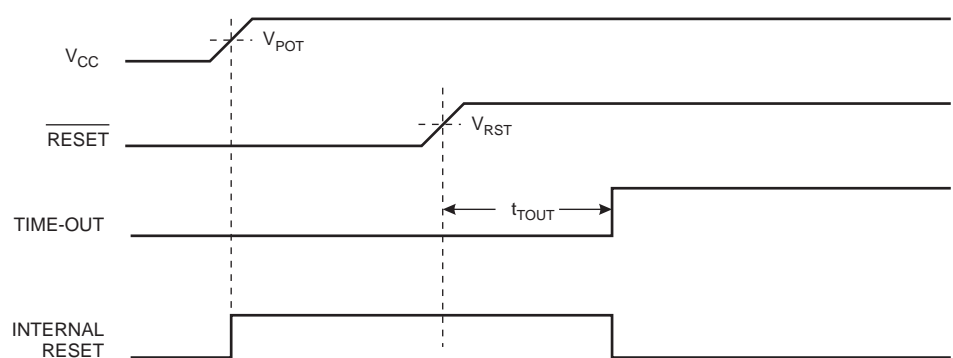 V_CC
V_POT
RESET
V_RST
TIME-OUT
t_TOUT
INTERNAL
RESET